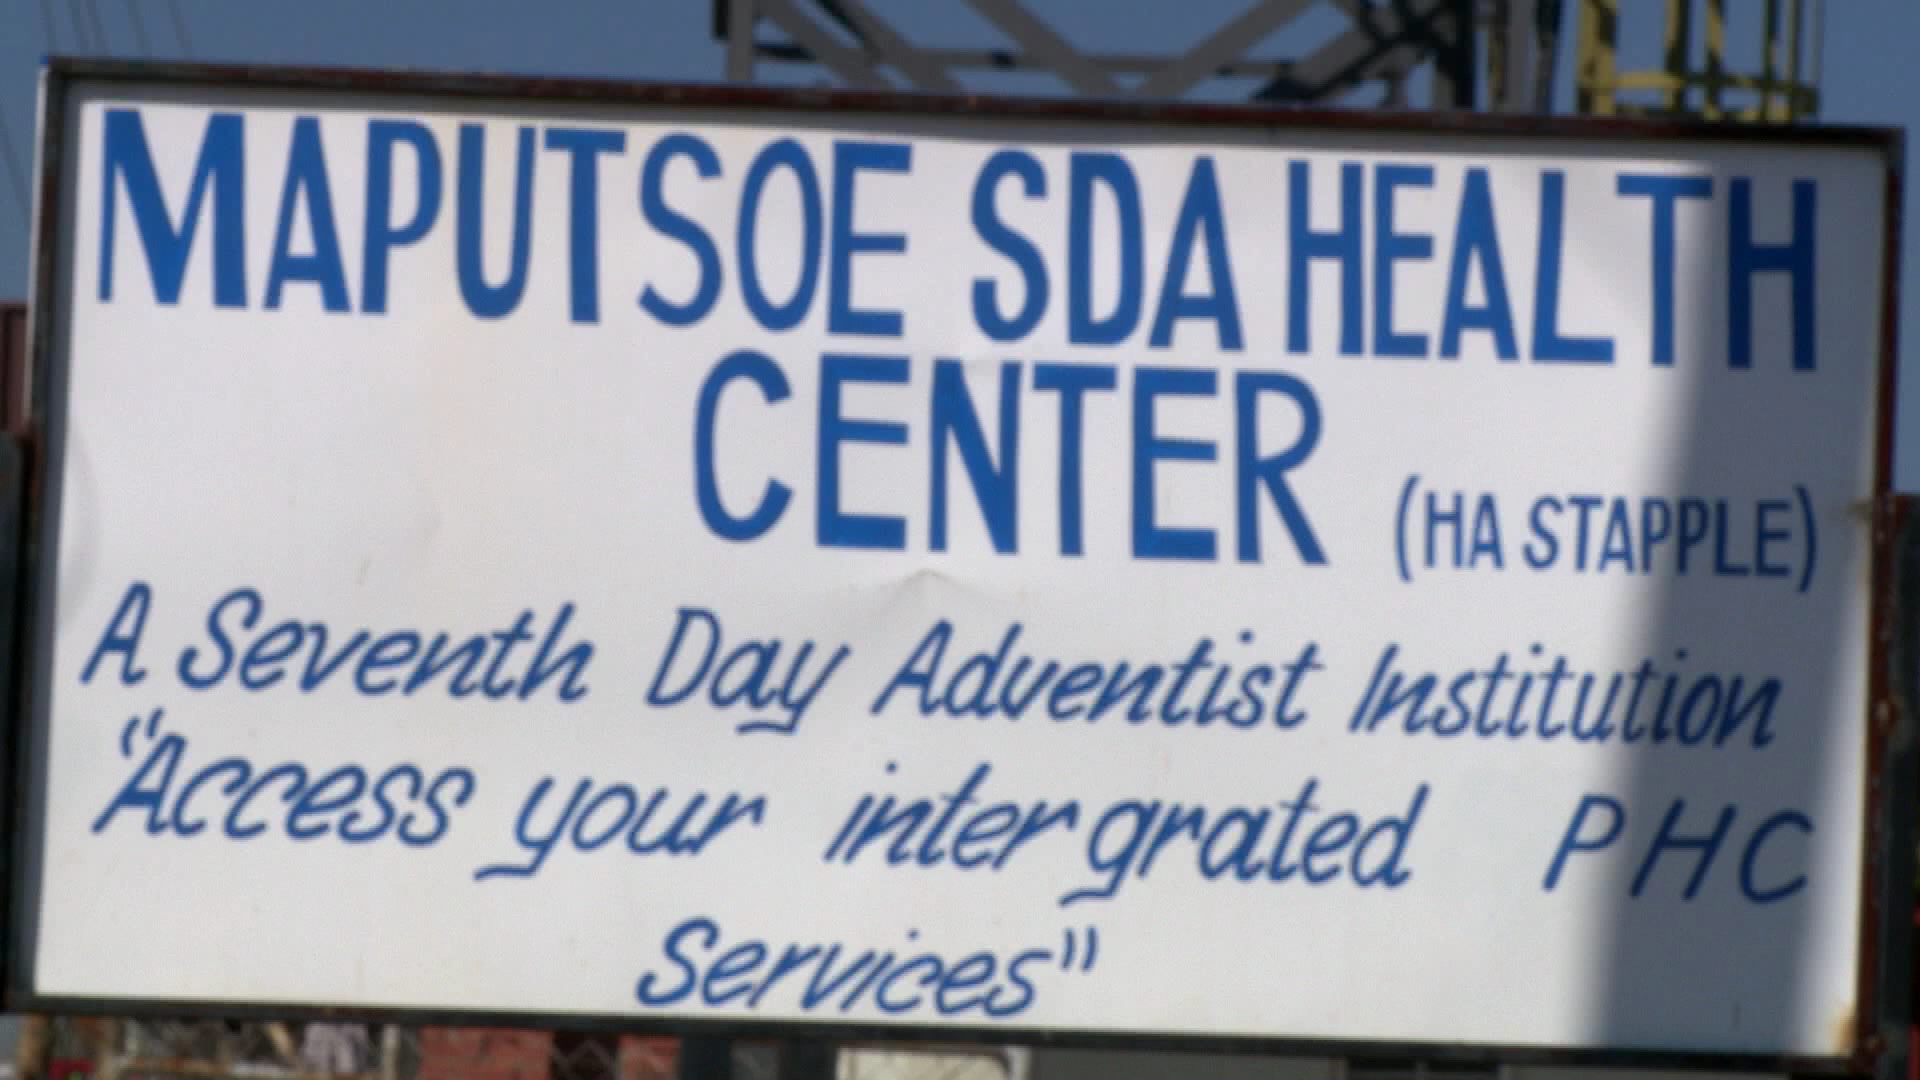 MAPUTSOE SDA HEALTH
CENTER (HA STAPPLE)
A Seventh Day Adventist Institution
"Access your intergrated PHC
Services"